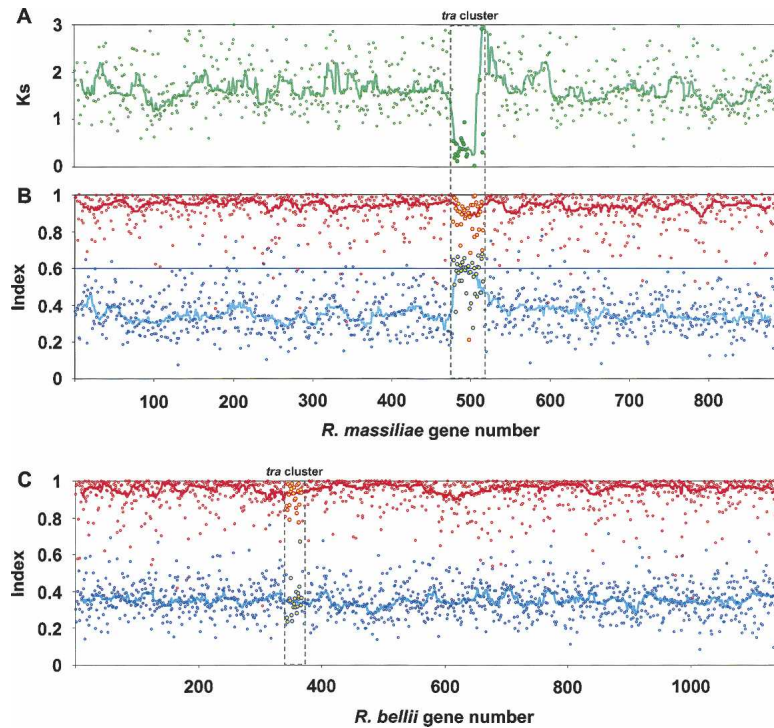 A
tra cluster
3
2
1
0
Ks
B
1
0.8
0.6
0.4
0.2
0
Index
100 200 300 400 500 600 700 800
R. massiliae gene number
C
tra cluster
1
0.8
0.6
0.4
0.2
0
Index
200 400 600 800 1000
R. bellii gene number